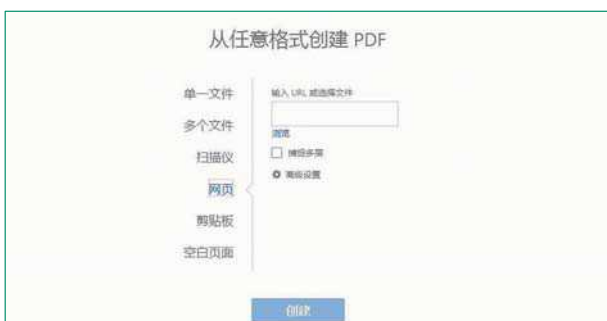 从任意格式创建 PDF
单一文件
多个文件
扫描仪
网页
剪贴板
空白页面
输入 URL 或选择文件
浏览
捕捉多层
高级设置
创建